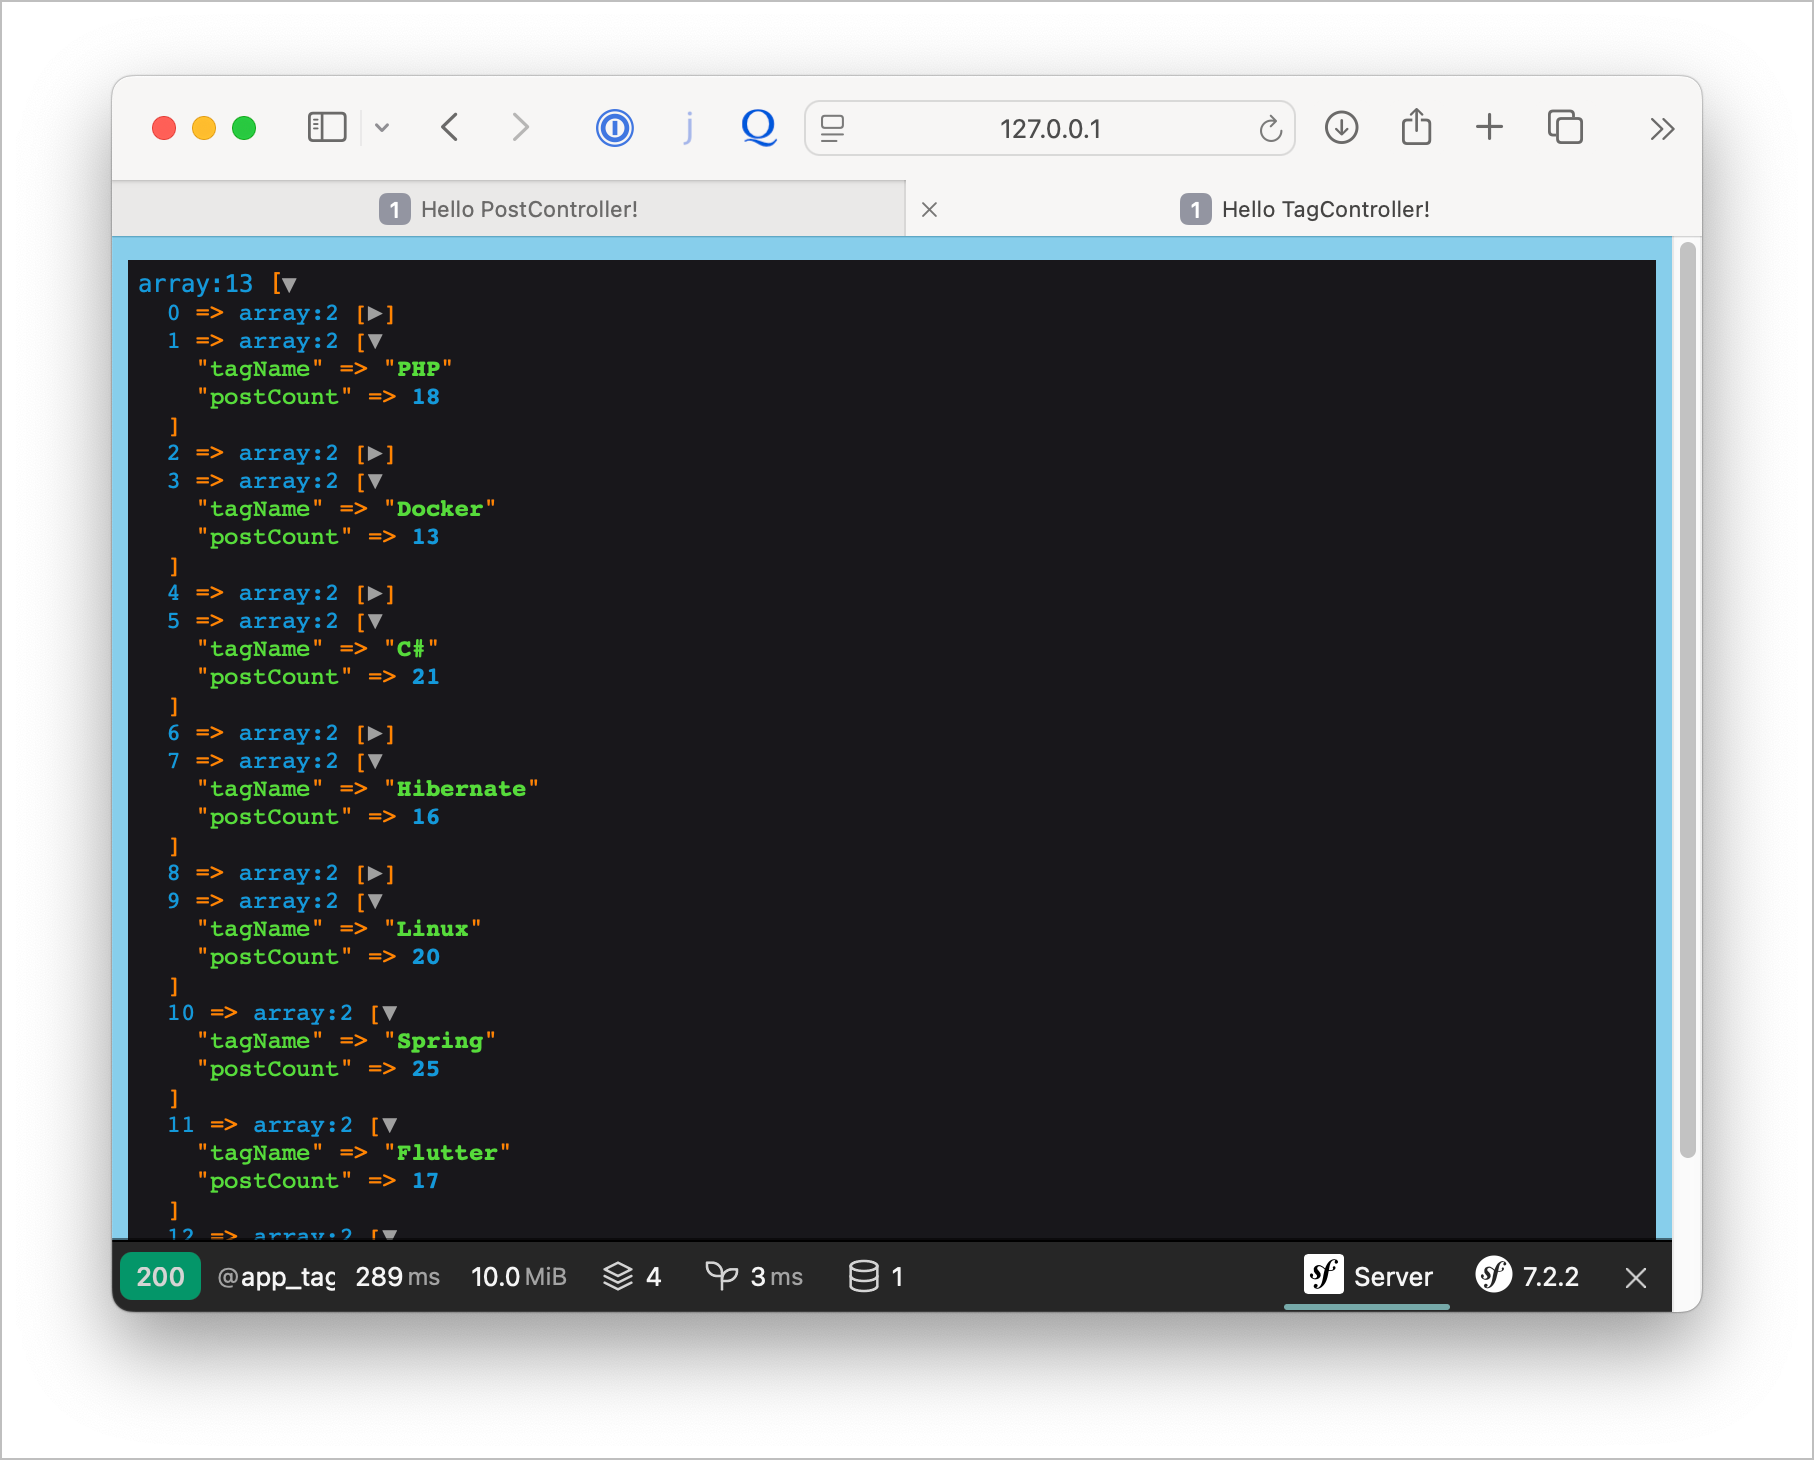 127.0.0.1
1 Hello PostController!
1 Hello TagController!
array:13 [▼
0 => array:2 [▶]
1 => array:2 [▼
"tagName" => "PHP"
"postCount" => 18
]
2 => array:2 [▶]
3 => array:2 [▼
"tagName" => "Docker"
"postCount" => 13
]
4 => array:2 [▶]
5 => array:2 [▼
"tagName" => "C#"
"postCount" => 21
]
6 => array:2 [▶]
7 => array:2 [▼
"tagName" => "Hibernate"
"postCount" => 16
]
8 => array:2 [▶]
9 => array:2 [▼
"tagName" => "Linux"
"postCount" => 20
]
10 => array:2 [▼
"tagName" => "Spring"
"postCount" => 25
]
11 => array:2 [▼
"tagName" => "Flutter"
"postCount" => 17
]
12 => array:2 [▼
200 @app_tag 289 ms 10.0 MiB 4 3 ms 1 sf Server sf 7.2.2